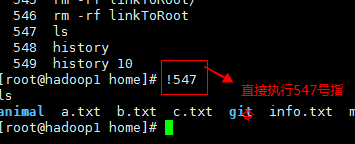 545 rm -rf linkToRoot/
546 rm -rf linkToRoot
547 ls
548 history
549 history 10
[root@hadoop1 home]# !547
直接执行547号指
ls
animal a.txt b.txt c.txt git info.txt m
[root@hadoop1 home]#